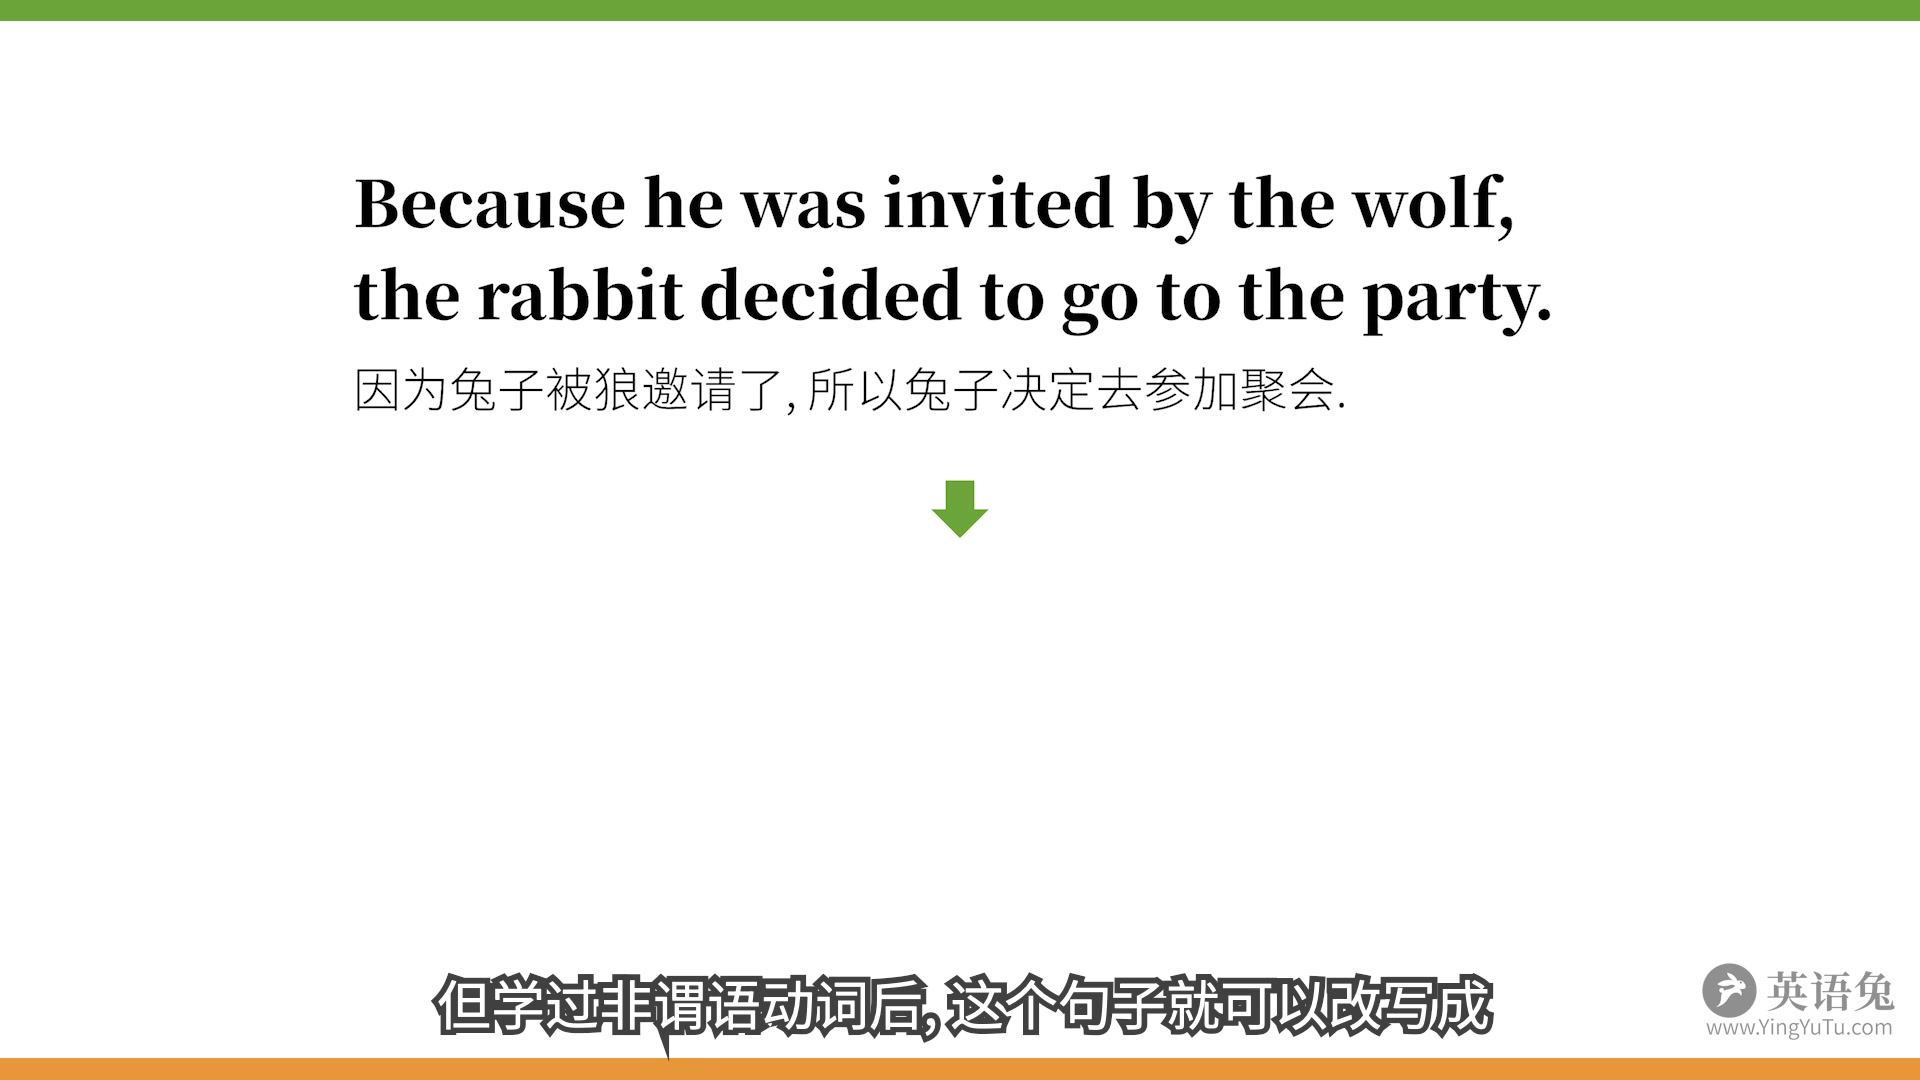 Because he was invited by the wolf,
the rabbit decided to go to the party.
因为兔子被狼邀请了, 所以兔子决定去参加聚会.
但学过非谓语动词后, 这个句子就可以改写成
英语兔
www.YingYuTu.com